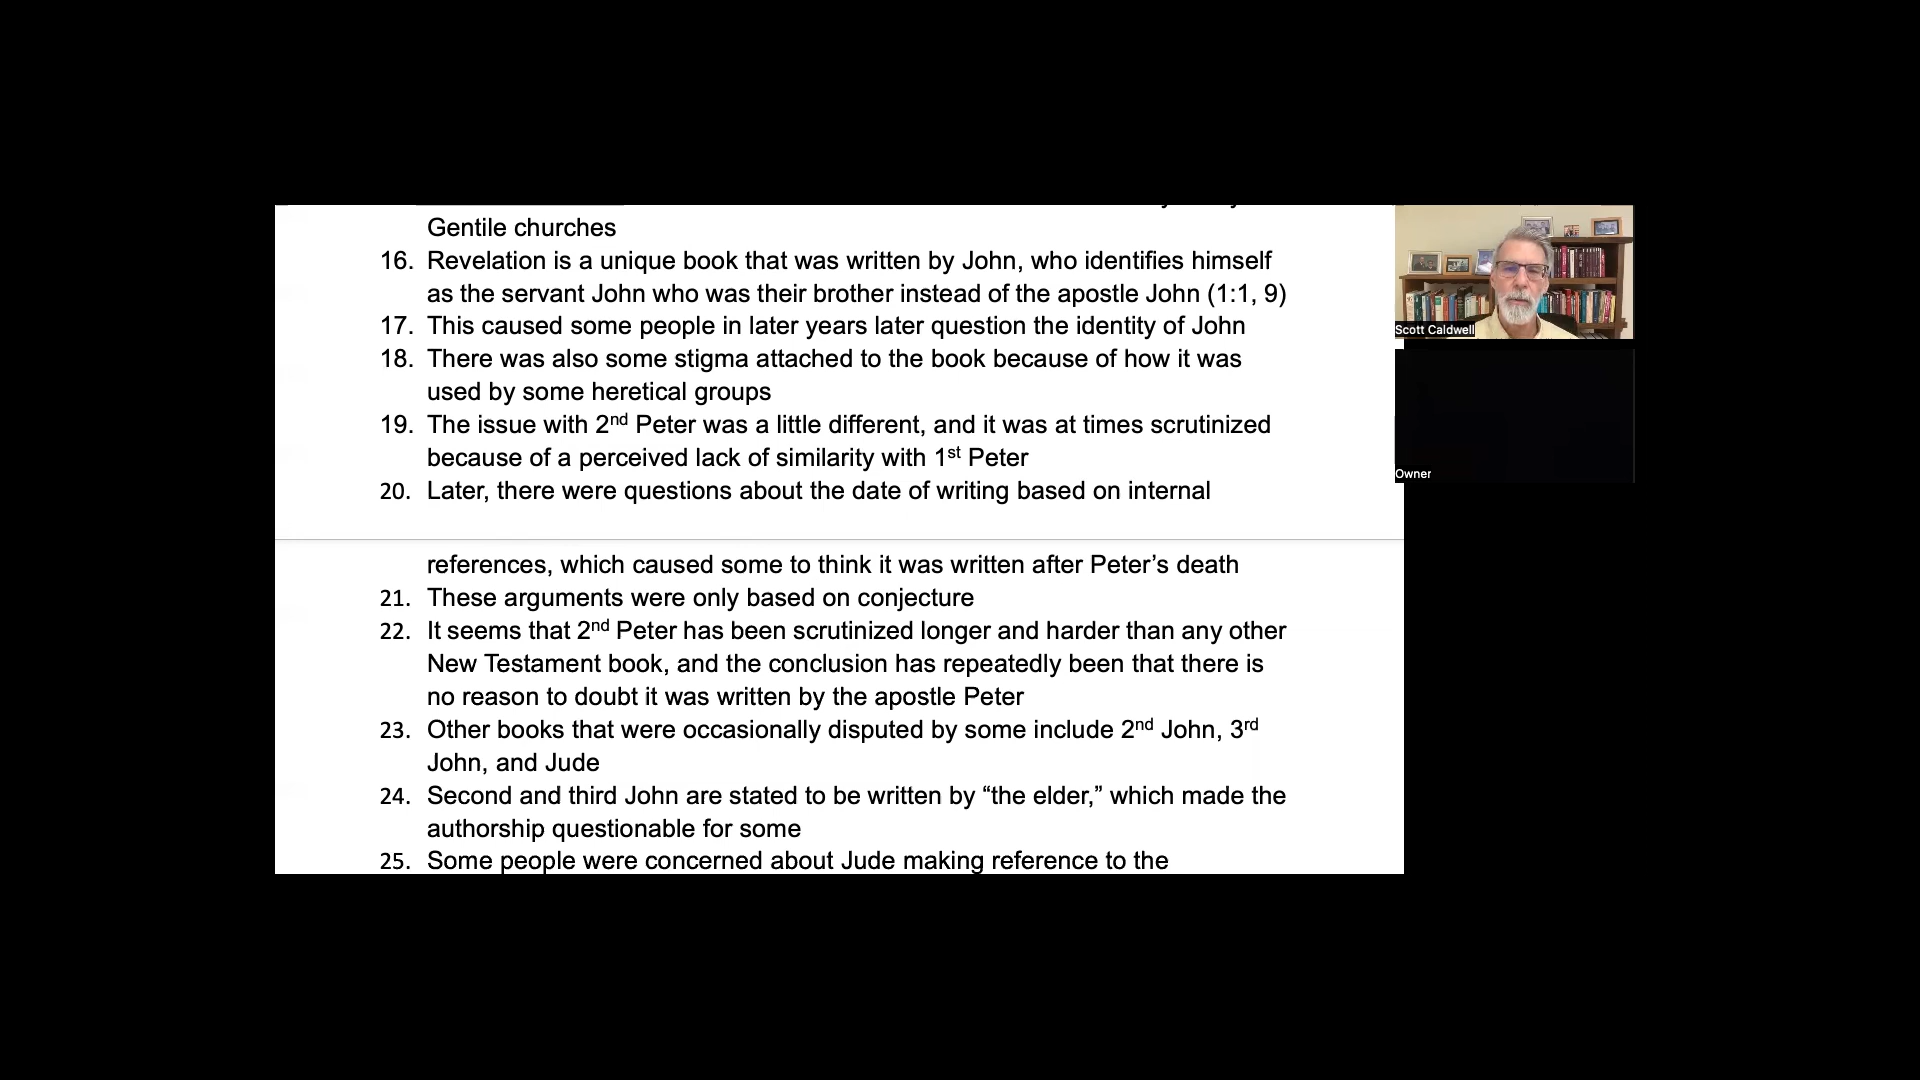 Gentile churches
16. Revelation is a unique book that was written by John, who identifies himself
as the servant John who was their brother instead of the apostle John (1:1, 9)
17. This caused some people in later years later question the identity of John
18. There was also some stigma attached to the book because of how it was
used by some heretical groups
19. The issue with 2nd Peter was a little different, and it was at times scrutinized
because of a perceived lack of similarity with 1st Peter
20. Later, there were questions about the date of writing based on internal
references, which caused some to think it was written after Peter’s death
21. These arguments were only based on conjecture
22. It seems that 2nd Peter has been scrutinized longer and harder than any other
New Testament book, and the conclusion has repeatedly been that there is
no reason to doubt it was written by the apostle Peter
23. Other books that were occasionally disputed by some include 2nd John, 3rd
John, and Jude
24. Second and third John are stated to be written by “the elder,” which made the
authorship questionable for some
25. Some people were concerned about Jude making reference to the
Scott Caldwell
Owner